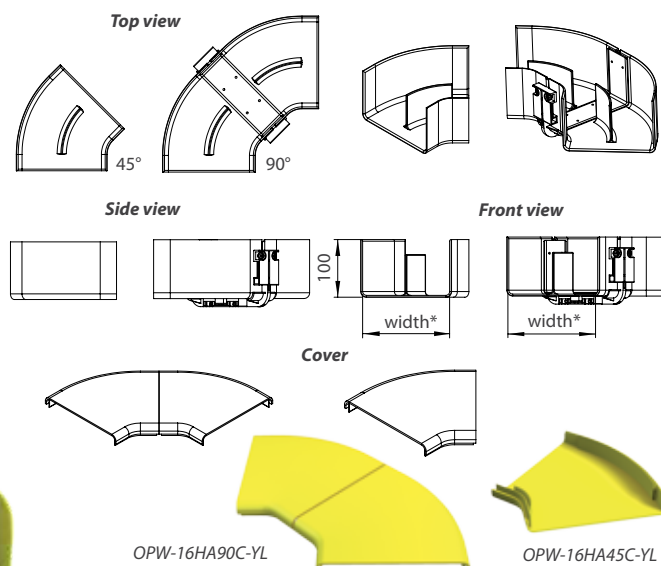 Top view
45°
90°
Side view
Front view
100
width*
width*
Cover
OPW-16HA90C-YL
OPW-16HA45C-YL